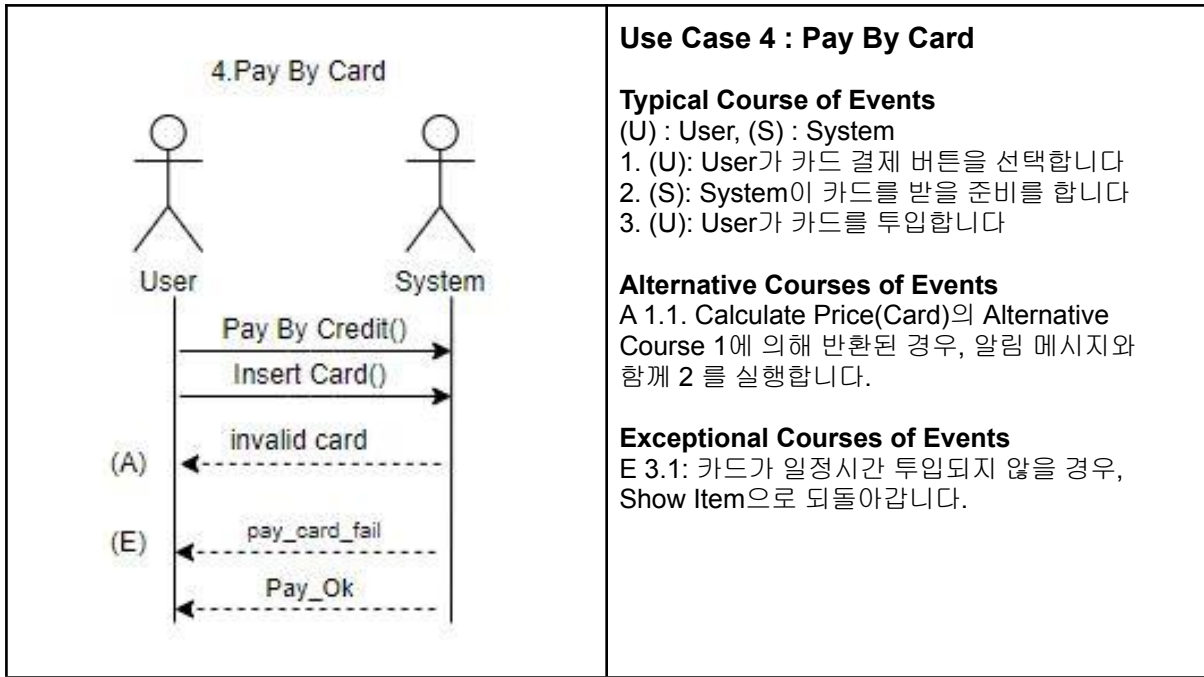 4.Pay By Card
User
System
Pay By Credit()
Insert Card()
invalid card
(A)
pay_card_fail
(E)
Pay_Ok
Use Case 4 : Pay By Card
Typical Course of Events
(U) : User, (S) : System
1. (U): User가 카드 결제 버튼을 선택합니다
2. (S): System이 카드를 받을 준비를 합니다
3. (U): User가 카드를 투입합니다
Alternative Courses of Events
A 1.1. Calculate Price(Card)의 Alternative
Course 1에 의해 반환된 경우, 알림 메시지와
함께 2 를 실행합니다.
Exceptional Courses of Events
E 3.1: 카드가 일정시간 투입되지 않을 경우,
Show Item으로 되돌아갑니다.